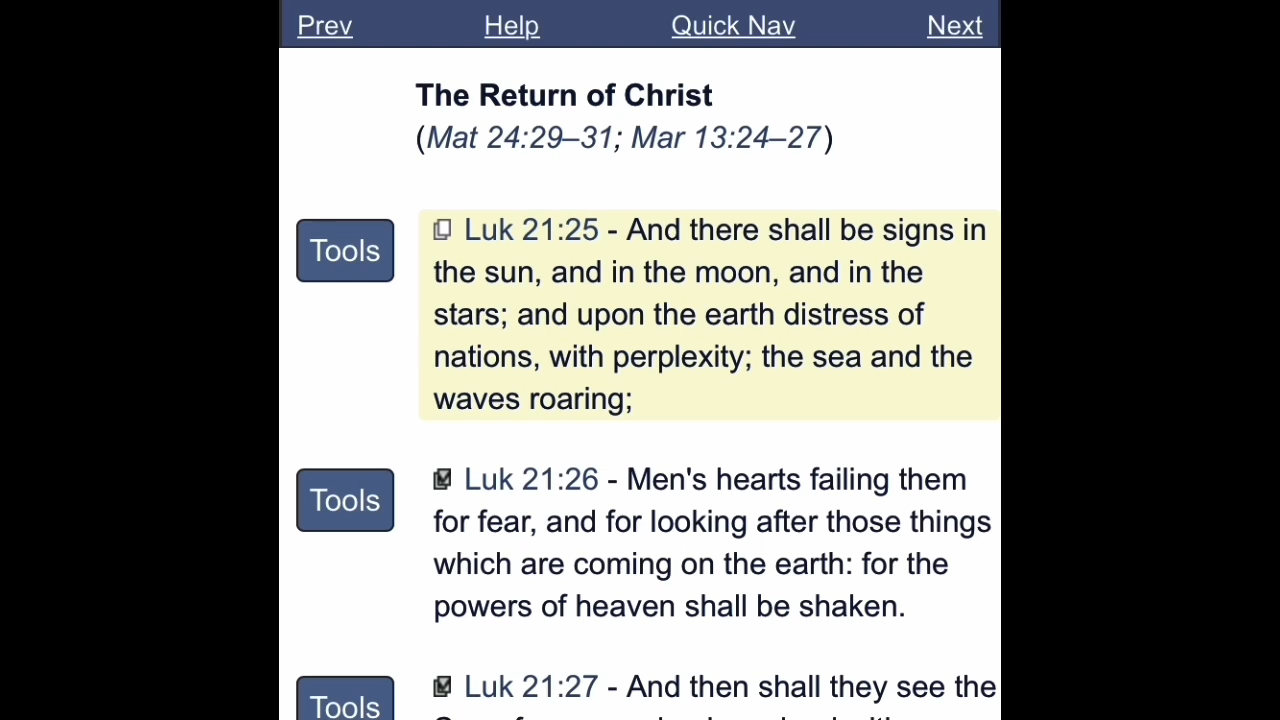 Prev Help Quick Nav Next
The Return of Christ
(Mat 24:29–31; Mar 13:24–27)
Tools
Luk 21:25 - And there shall be signs in
the sun, and in the moon, and in the
stars; and upon the earth distress of
nations, with perplexity; the sea and the
waves roaring;
Tools
Luk 21:26 - Men's hearts failing them
for fear, and for looking after those things
which are coming on the earth: for the
powers of heaven shall be shaken.
Tools
Luk 21:27 - And then shall they see the